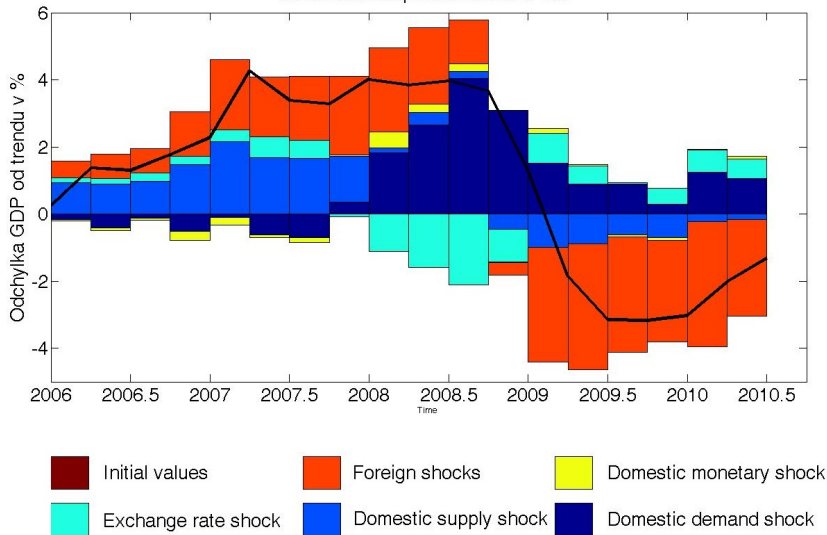 Odchylka GDP od trendu v %
6
4
2
0
-2
-4
2006 2006.5 2007 2007.5 2008 2008.5 2009 2009.5 2010 2010.5
Time
Initial values Foreign shocks Domestic monetary shock
Exchange rate shock Domestic supply shock Domestic demand shock